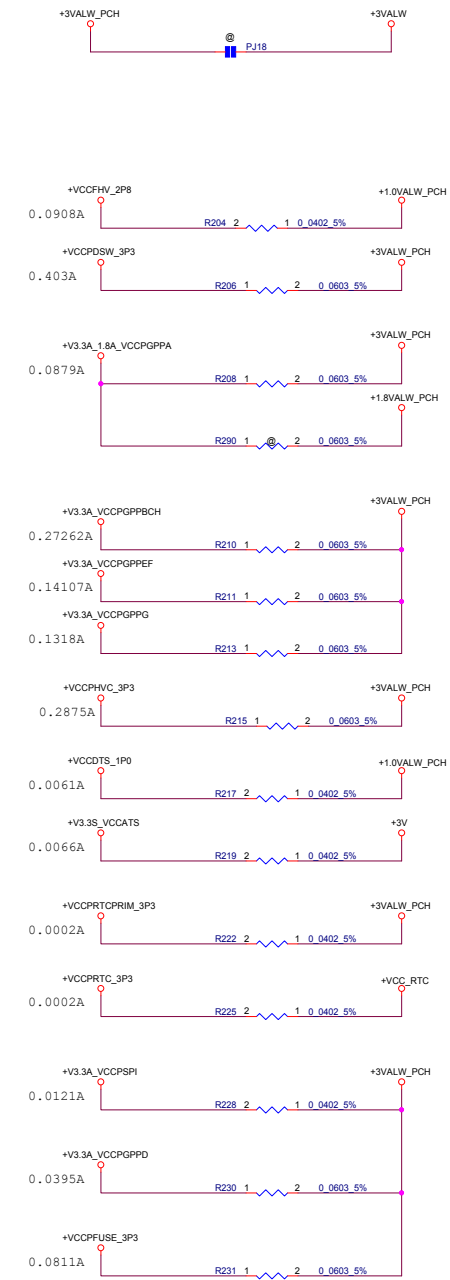 +3VALW_PCH +3VALW
@
PJ18
+VCCFHV_2P8 +1.0VALW_PCH
0.0908A
R204 2 1 0_0402_5%
+VCCPDSW_3P3 +3VALW_PCH
0.403A
R206 1 2 0_0603_5%
+3VALW_PCH
+V3.3A_1.8A_VCCPGPPA
0.0879A
R208 1 2 0_0603_5%
+1.8VALW_PCH
R290 1 @ 2 0_0603_5%
+3VALW_PCH
+V3.3A_VCCPGPPBCH
0.27262A
R210 1 2 0_0603_5%
+V3.3A_VCCPGPPEF
0.14107A
R211 1 2 0_0603_5%
+V3.3A_VCCPGPPG
0.1318A
R213 1 2 0_0603_5%
+VCCPHVC_3P3 +3VALW_PCH
0.2875A
R215 1 2 0_0603_5%
+VCCDTS_1P0 +1.0VALW_PCH
0.0061A
R217 2 1 0_0402_5%
+V3.3S_VCCATS +3V
0.0066A
R219 2 1 0_0402_5%
+VCCPRTCPRIM_3P3 +3VALW_PCH
0.0002A
R222 2 1 0_0402_5%
+VCCPRTC_3P3 +VCC_RTC
0.0002A
R225 2 1 0_0402_5%
+V3.3A_VCCPSPI +3VALW_PCH
0.0121A
R228 2 1 0_0402_5%
+V3.3A_VCCPGPPD
0.0395A
R230 1 2 0_0603_5%
+VCCPFUSE_3P3
0.0811A
R231 1 2 0_0603_5%